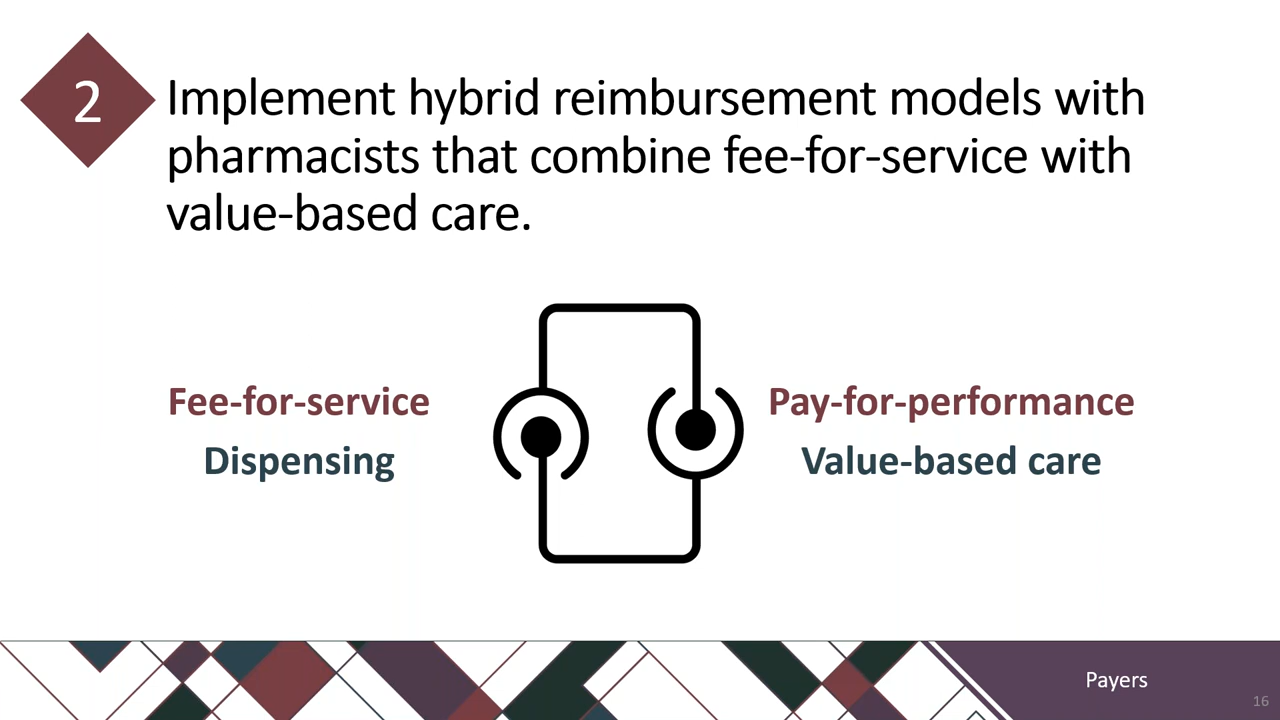 2
Implement hybrid reimbursement models with
pharmacists that combine fee-for-service with
value-based care.
Fee-for-service
Dispensing
Pay-for-performance
Value-based care
Payers
16